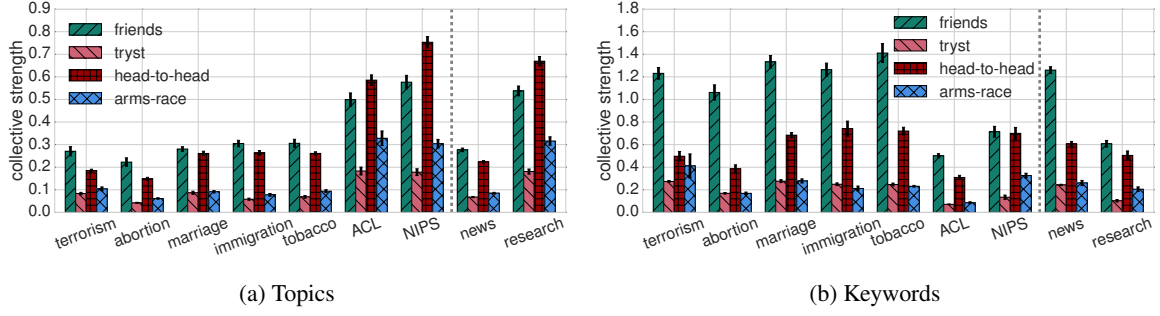 collective strength
0.9
0.8
0.7
0.6
0.5
0.4
0.3
0.2
0.1
0.0
friends
tryst
head-to-head
arms-race
terrorism abortion marriage immigration tobacco ACL NIPS news research
(a) Topics
collective strength
1.8
1.6
1.4
1.2
1.0
0.8
0.6
0.4
0.2
0.0
friends
tryst
head-to-head
arms-race
terrorism abortion marriage immigration tobacco ACL NIPS news research
(b) Keywords